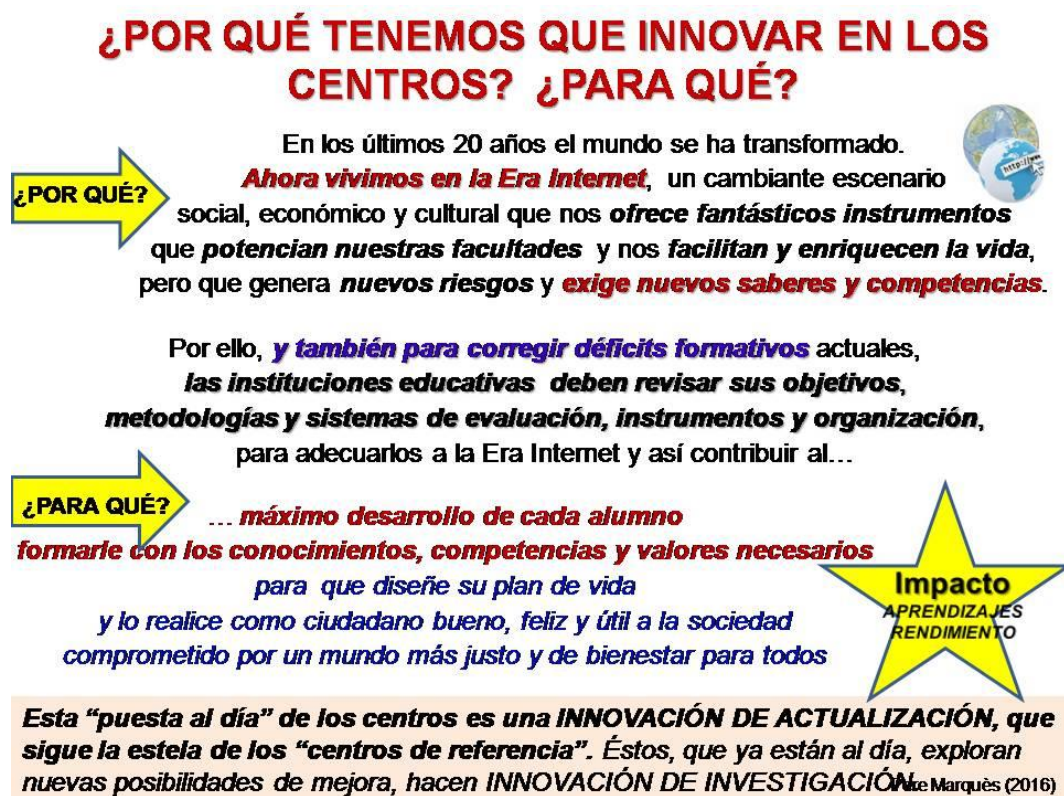 ¿POR QUÉ TENEMOS QUE INNOVAR EN LOS
CENTROS? ¿PARA QUÉ?
¿POR QUÉ?
En los últimos 20 años el mundo se ha transformado.
Ahora vivimos en la Era Internet, un cambiante escenario
social, económico y cultural que nos ofrece fantásticos instrumentos
que potencian nuestras facultades y nos facilitan y enriquecen la vida,
pero que genera nuevos riesgos y exige nuevos saberes y competencias.
http://www
Por ello, y también para corregir déficits formativos actuales,
las instituciones educativas deben revisar sus objetivos,
metodologías y sistemas de evaluación, instrumentos y organización,
para adecuarlos a la Era Internet y así contribuir al…
¿PARA QUÉ?
… máximo desarrollo de cada alumno
formarle con los conocimientos, competencias y valores necesarios
para que diseñe su plan de vida
y lo realice como ciudadano bueno, feliz y útil a la sociedad
comprometido por un mundo más justo y de bienestar para todos
Impacto
APRENDIZAJES
RENDIMIENTO
Esta “puesta al día” de los centros es una INNOVACIÓN DE ACTUALIZACIÓN, que
sigue la estela de los “centros de referencia”. Éstos, que ya están al día, exploran
nuevas posibilidades de mejora, hacen INNOVACIÓN DE INVESTIGACIÓN.
Marquès (2016)